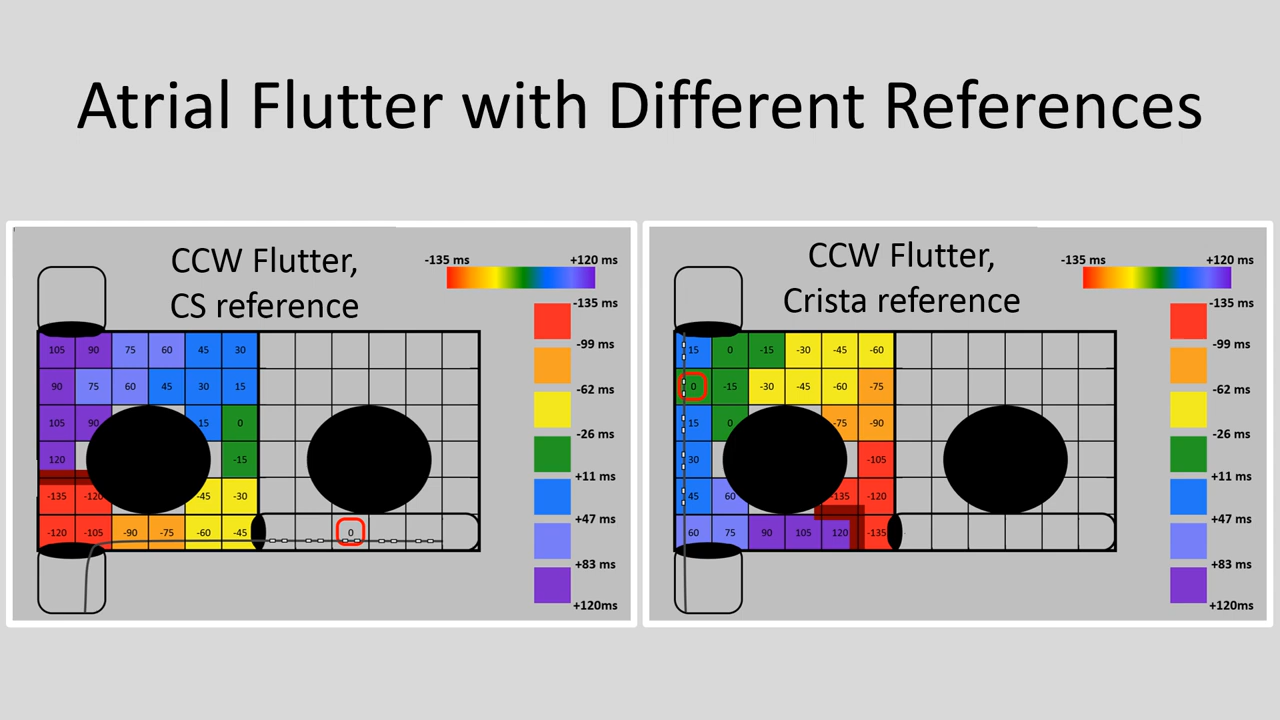 Atrial Flutter with Different References
CCW Flutter,
CS reference
-135 ms +120 ms
-135 ms
-99 ms
-62 ms
-26 ms
+11 ms
+47 ms
+83 ms
+120ms
105 90 75 60 45 30
90 75 60 45 30 15
105 90 15 0
120 -15
-135 -120 -45 -30
-120 -105 -90 -75 -60 -45
0
CCW Flutter,
Crista reference
-135 ms +120 ms
-135 ms
-99 ms
-62 ms
-26 ms
+11 ms
+47 ms
+83 ms
+120ms
15 0 -15 -30 -45 -60
0 -15 -30 -45 -60 -75
15 0 -75 -90
30 -105
45 60 -135 -120
60 75 90 105 120 -135